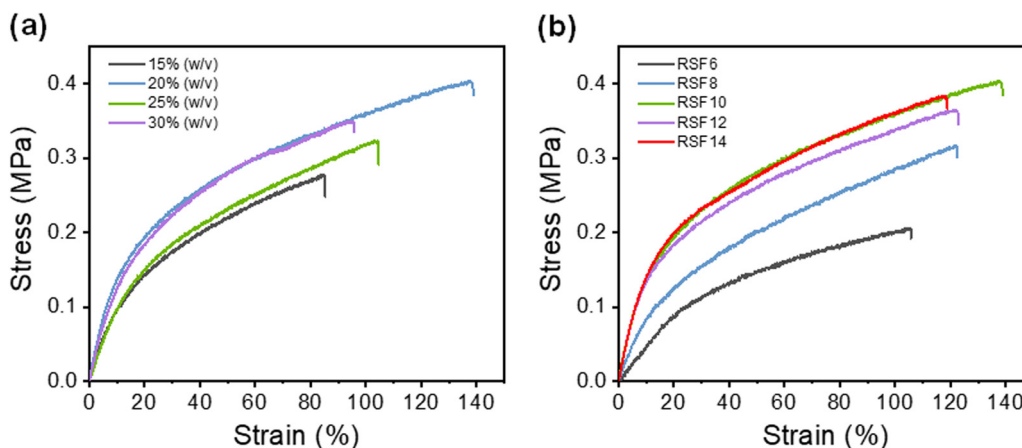 (a)
15% (w/v)
20% (w/v)
25% (w/v)
30% (w/v)
Stress (MPa)
0.4
0.3
0.2
0.1
0.0
0 20 40 60 80 100 120 140
Strain (%)
(b)
RSF6
RSF8
RSF10
RSF12
RSF14
Stress (MPa)
0.4
0.3
0.2
0.1
0.0
0 20 40 60 80 100 120 140
Strain (%)